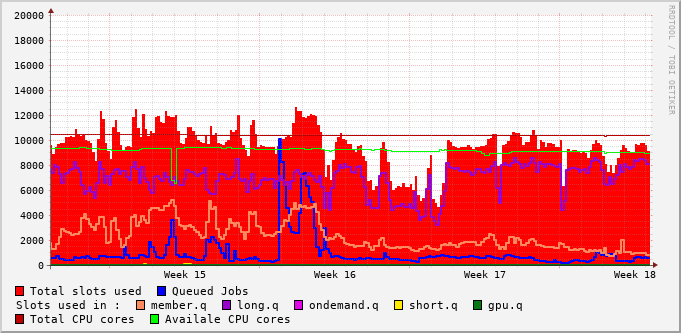 RRDTOOL / TOBI OETIKER
20000
18000
16000
14000
12000
10000
8000
6000
4000
2000
0
Week 15 Week 16 Week 17 Week 18
Total slots used Queued Jobs
Slots used in : member.q long.q ondemand.q short.q gpu.q
Total CPU cores Availale CPU cores